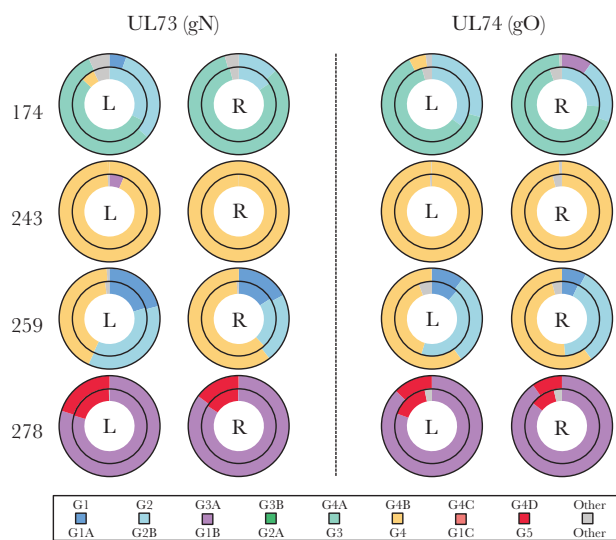 UL73 (gN) UL74 (gO)
174 L R L R
243 L R L R
259 L R L R
278 L R L R
G1 G2 G3A G3B G4A G4B G4C G4D Other
G1A G2B G1B G2A G3 G4 G1C G5 Other